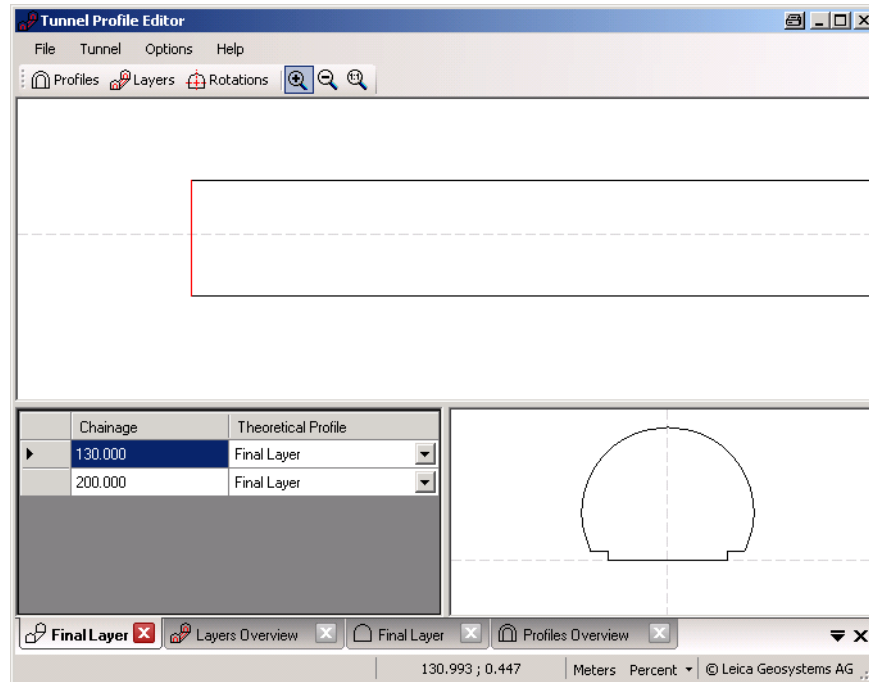 Tunnel Profile Editor
File Tunnel Options Help
Profiles Layers Rotations
Chainage Theoretical Profile
130.000 Final Layer
200.000 Final Layer
Final Layer Layers Overview Final Layer Profiles Overview
130.993 ; 0.447 Meters Percent © Leica Geosystems AG